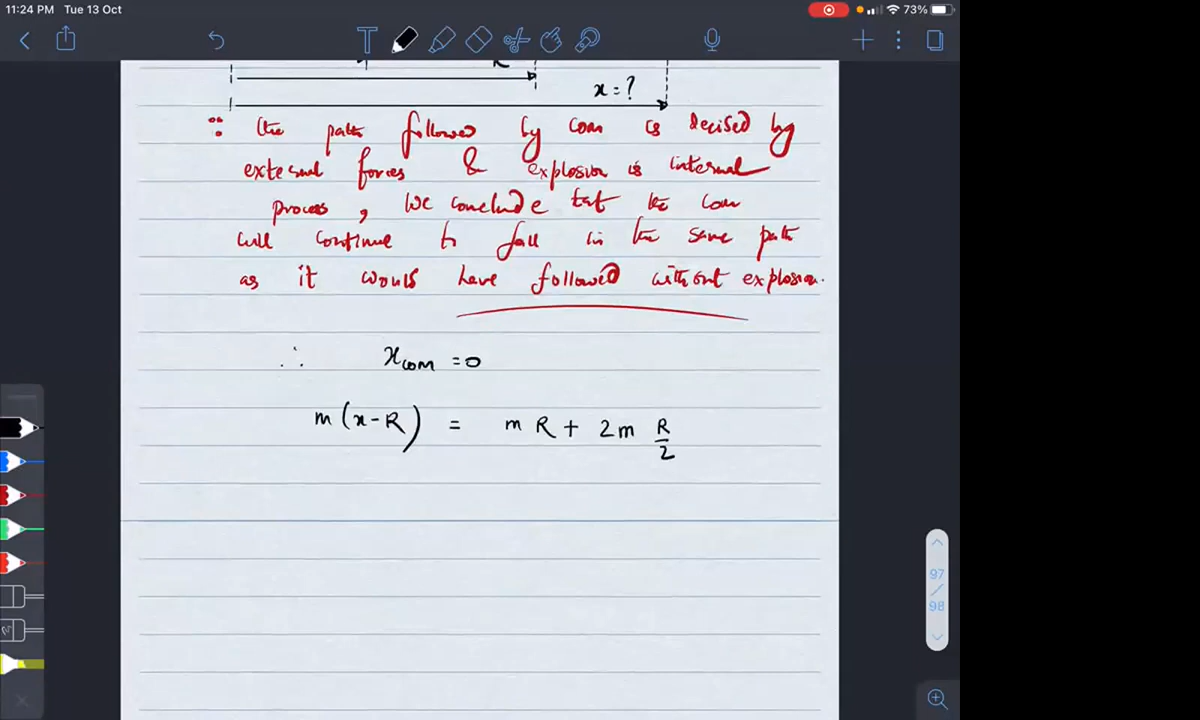 11:24 PM Tue 13 Oct
73%
x = ?
∵ the path followed by com is decided by
external forces & explosion is internal
process, We conclude tat the com
will continue to fall in the same path
as it would have followed without explosion.
∴ x_com = 0
m(x-R) = m R + 2m R/2
97
98